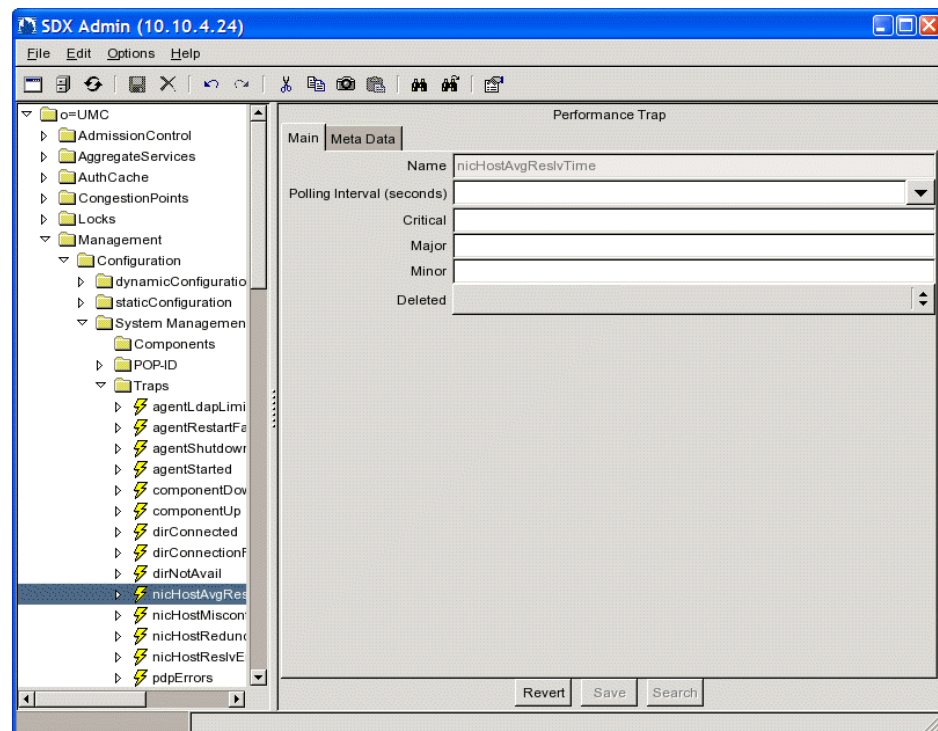 SDX Admin (10.10.4.24)
File Edit Options Help
o=UMC
AdmissionControl
AggregateServices
AuthCache
CongestionPoints
Locks
Management
Configuration
dynamicConfiguratio
staticConfiguration
System Managemen
Components
POP-ID
Traps
agentLdapLimi
agentRestartFa
agentShutdow
agentStarted
componentDov
componentUp
dirConnected
dirConnectionF
dirNotAvail
nicHostAvgRes
nicHostMiscon
nicHostRedun
nicHostReslvE
pdpErrors
Performance Trap
Main Meta Data
Name nicHostAvgReslvTime
Polling Interval (seconds)
Critical
Major
Minor
Deleted
Revert Save Search